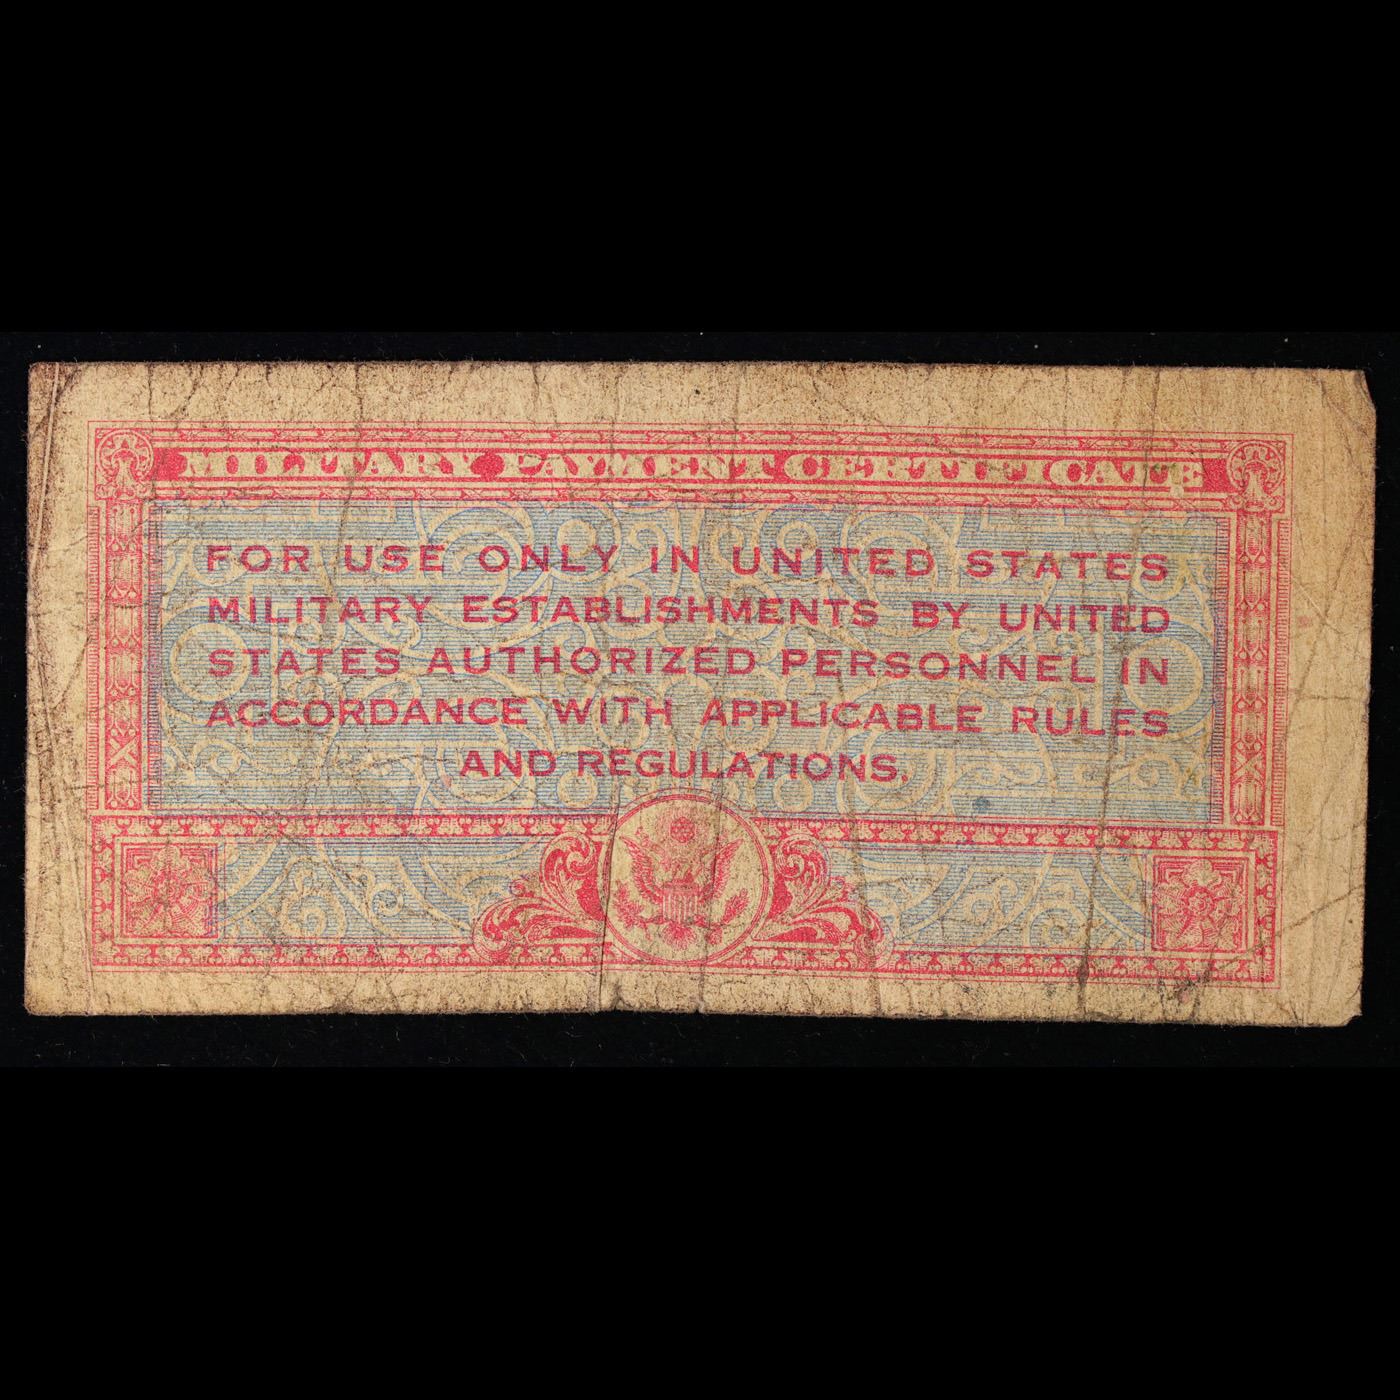 MILITARY PAYMENT CERTIFICATE
FOR USE ONLY IN UNITED STATES
MILITARY ESTABLISHMENTS BY UNITED
STATES AUTHORIZED PERSONNEL IN
ACCORDANCE WITH APPLICABLE RULES
AND REGULATIONS.